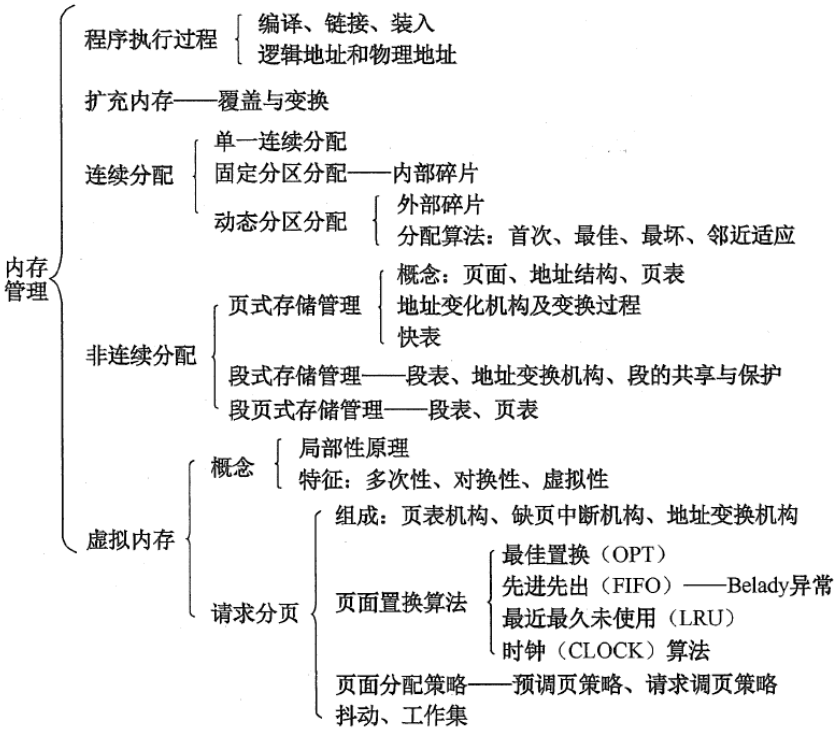 内存
管理
程序执行过程
编译、链接、装入
逻辑地址和物理地址
扩充内存——覆盖与变换
连续分配
单一连续分配
固定分区分配——内部碎片
动态分区分配
外部碎片
分配算法：首次、最佳、最坏、邻近适应
非连续分配
页式存储管理
概念：页面、地址结构、页表
地址变化机构及变换过程
快表
段式存储管理——段表、地址变换机构、段的共享与保护
段页式存储管理——段表、页表
虚拟内存
概念
局部性原理
特征：多次性、对换性、虚拟性
请求分页
组成：页表机构、缺页中断机构、地址变换机构
页面置换算法
最佳置换（OPT）
先进先出（FIFO）——Belady异常
最近最久未使用（LRU）
时钟（CLOCK）算法
页面分配策略——预调页策略、请求调页策略
抖动、工作集